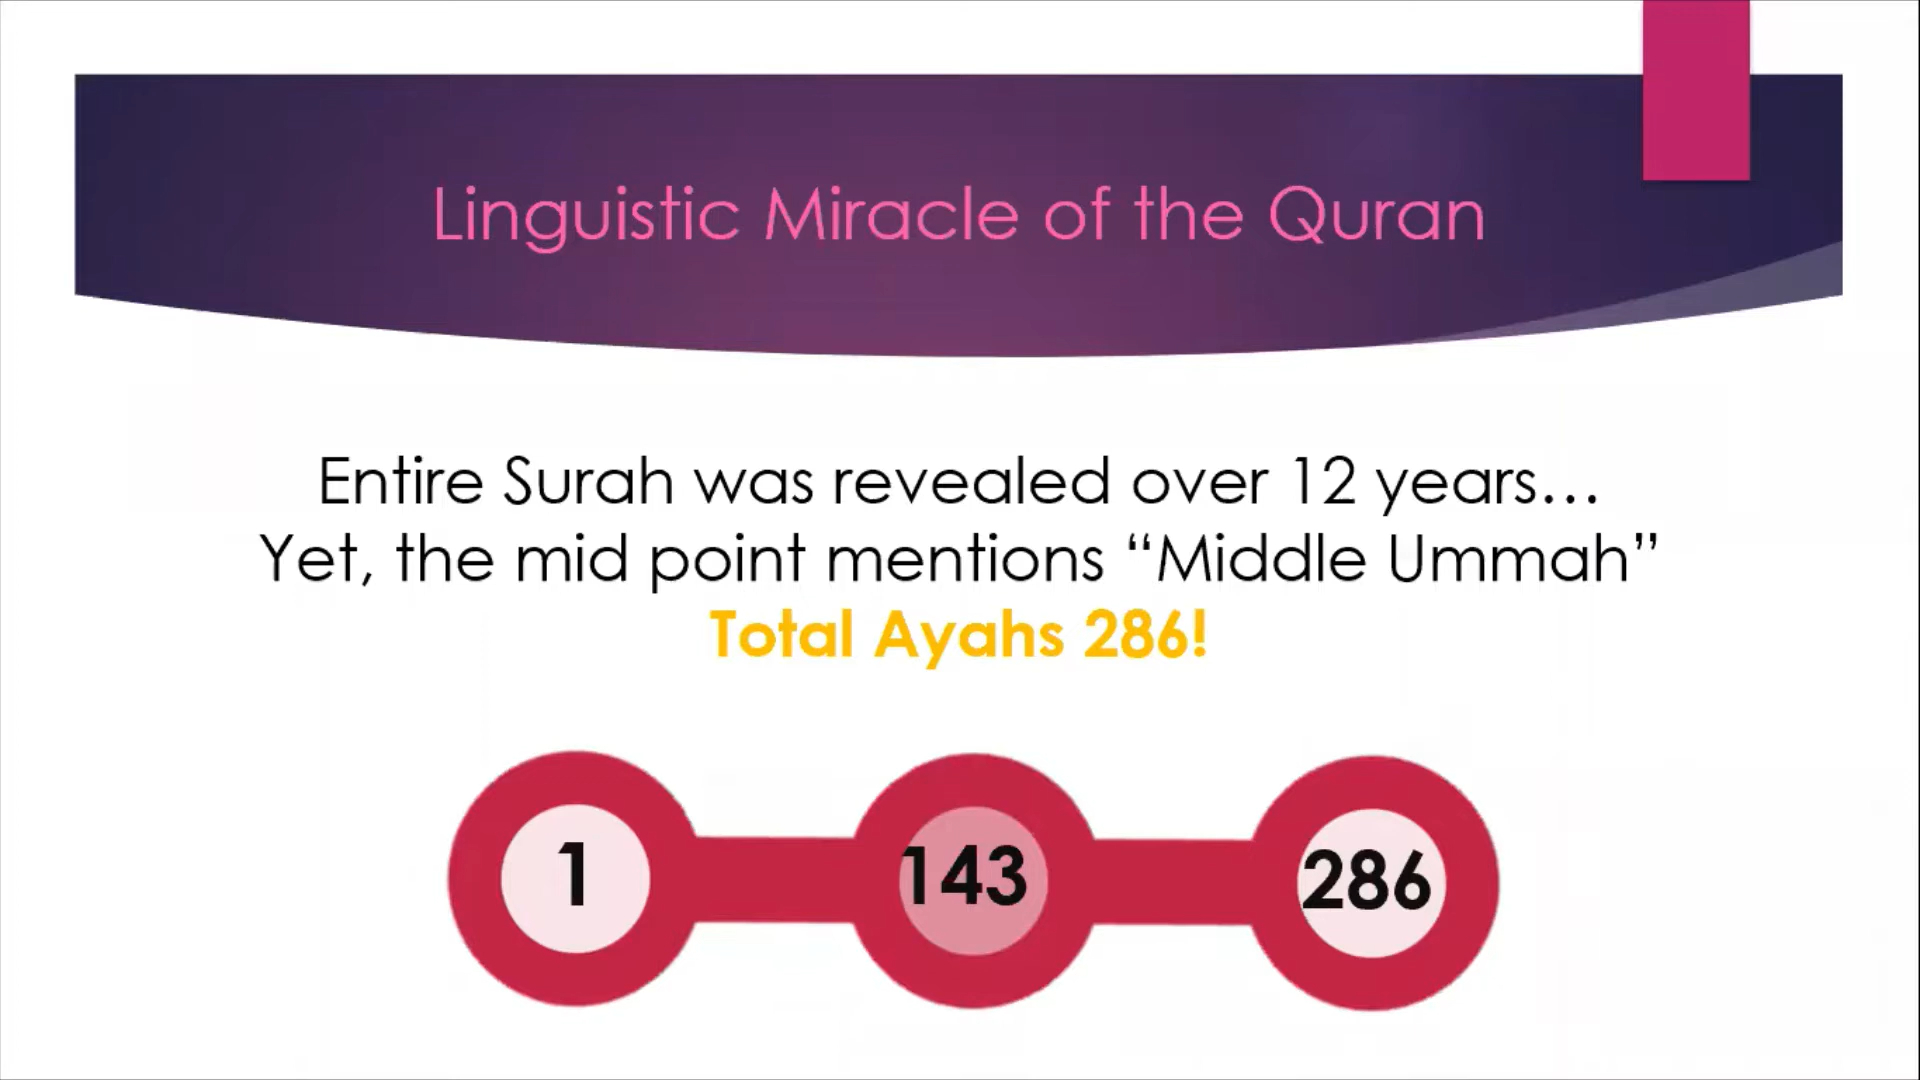 Linguistic Miracle of the Quran
Entire Surah was revealed over 12 years…
Yet, the mid point mentions “Middle Ummah”
Total Ayahs 286!
1 143 286